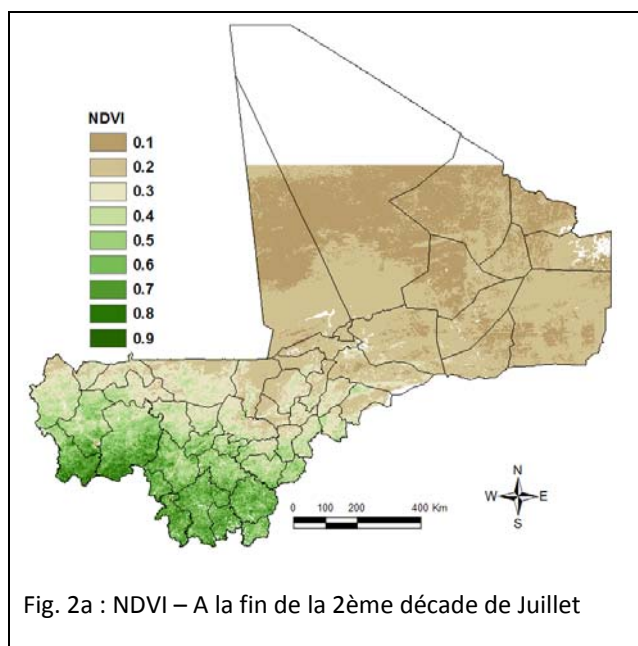 NDVI
0.1
0.2
0.3
0.4
0.5
0.6
0.7
0.8
0.9
N
W E
S
0 100 200 400 Km
Fig. 2a : NDVI – A la fin de la 2ème décade de Juillet